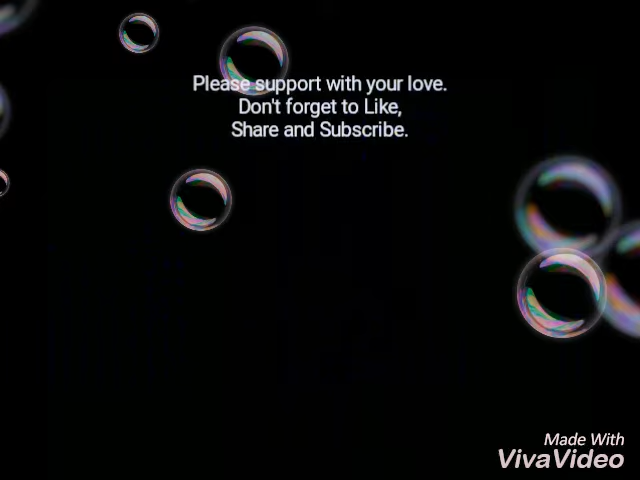 Please support with your love.
Don't forget to Like,
Share and Subscribe.
Made With
VivaVideo